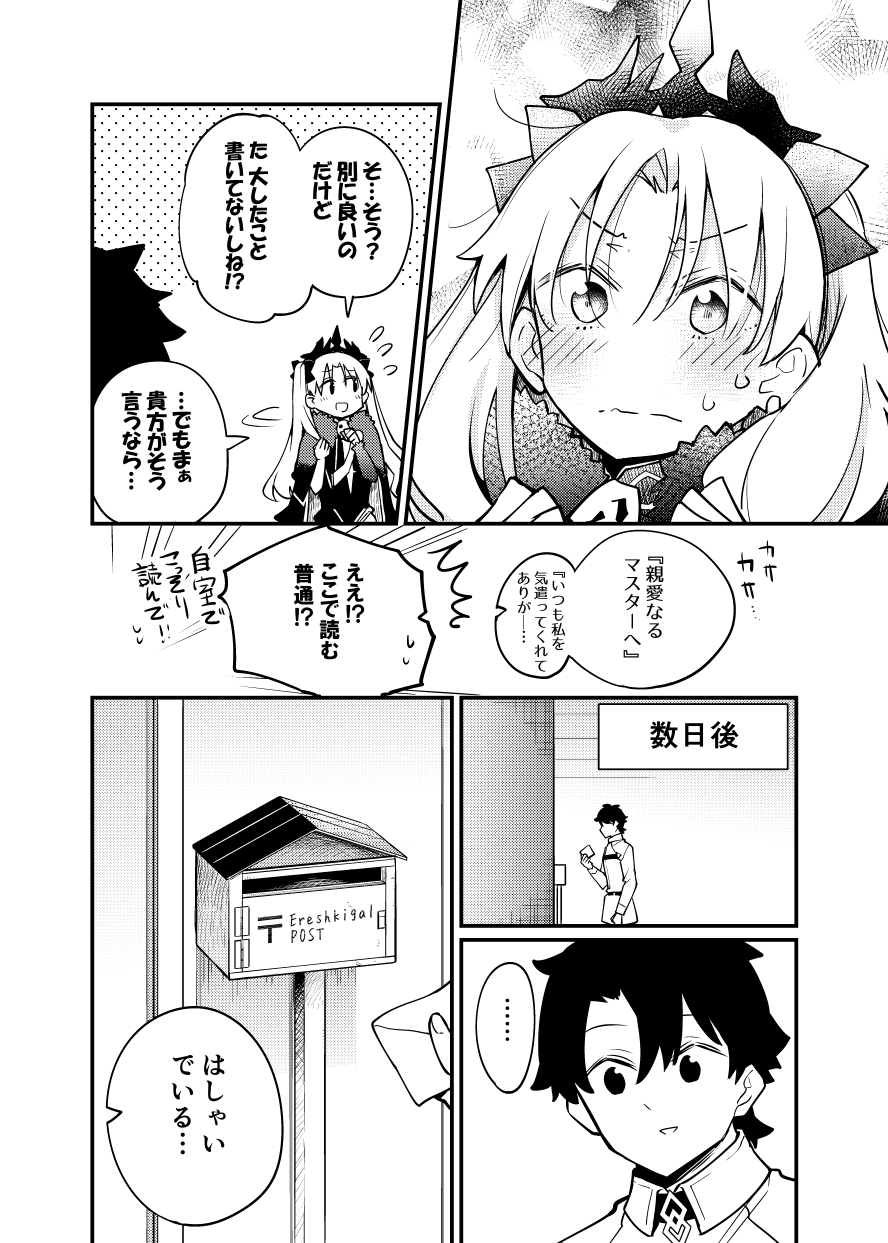 そ…そう?
別に良いの
だけど
た 大したこと
書いてないしね!?
…でもまぁ
貴方がそう
言うなら…
カサ
カサ…
『親愛なる
マスターへ』
『いつも私を
気遣ってくれて
ありが――…
ええ!?
ここで読む
普通!?
自室で
こっそり
読んで!!
数日後
……
〒 Ereshkigal
POST
はしゃい
でいる…